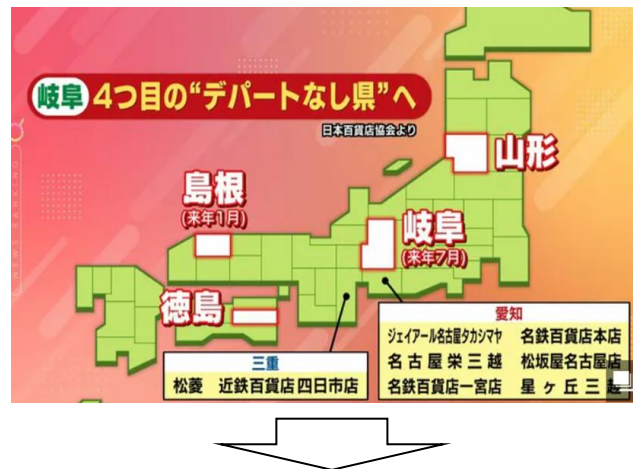 岐阜 4つ目の“デパートなし県”へ
日本百貨店協会より
NEWS RANKING
山形
島根
(来年1月)
岐阜
(来年7月)
徳島
三重
松菱 近鉄百貨店四日市店
愛知
ジェイアール名古屋タカシマヤ 名鉄百貨店本店
名古屋栄三越 松坂屋名古屋店
名鉄百貨店一宮店 星ヶ丘三越